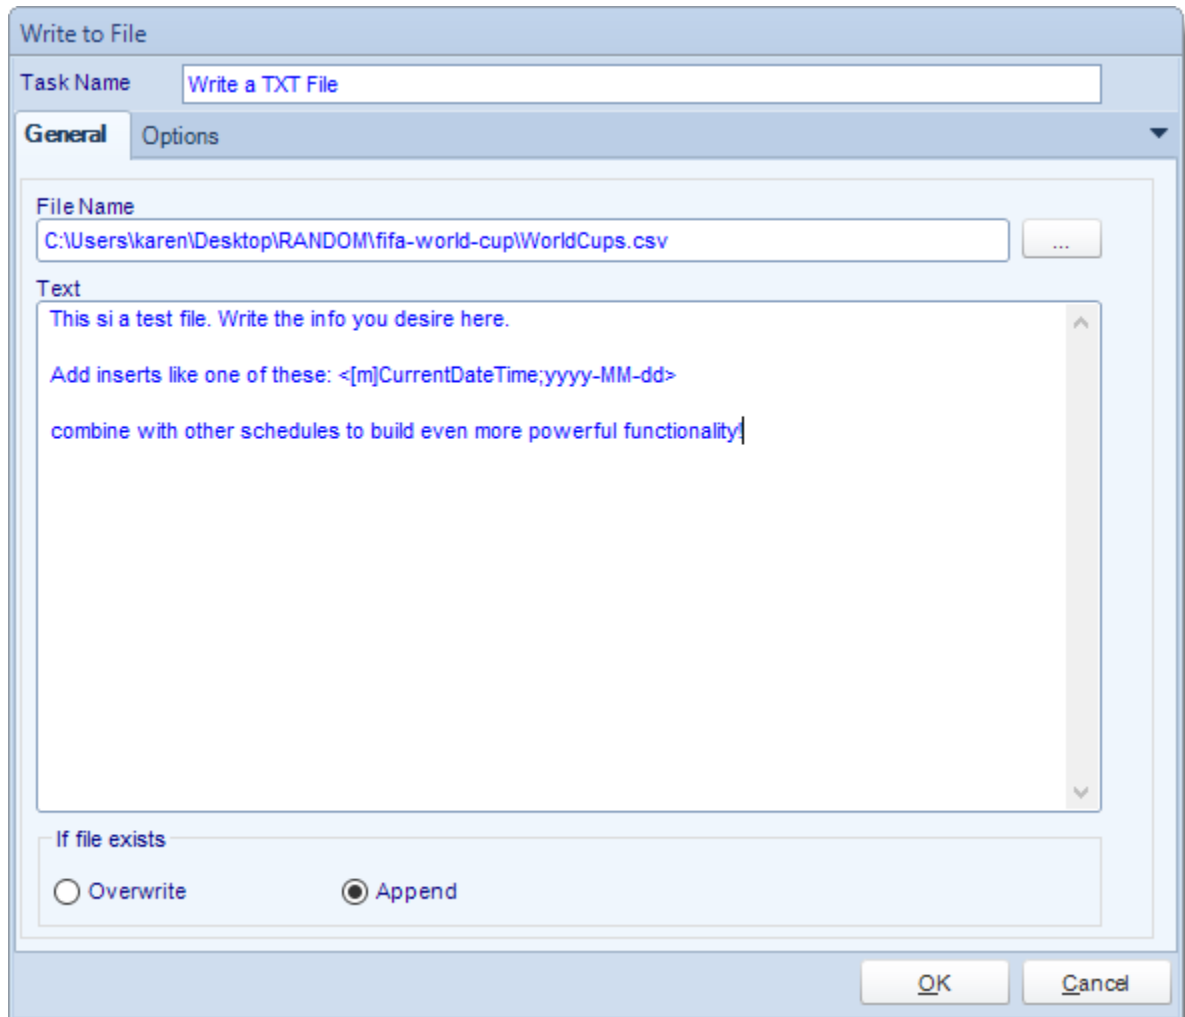 Write to File
Task Name
Write a TXT File
General
Options
File Name
C:\Users\karen\Desktop\RANDOM\fifa-world-cup\WorldCups.csv
...
Text
This si a test file. Write the info you desire here.
Add inserts like one of these: <[m]CurrentDateTime;yyyy-MM-dd>
combine with other schedules to build even more powerful functionality!
If file exists
Overwrite
Append
OK
Cancel